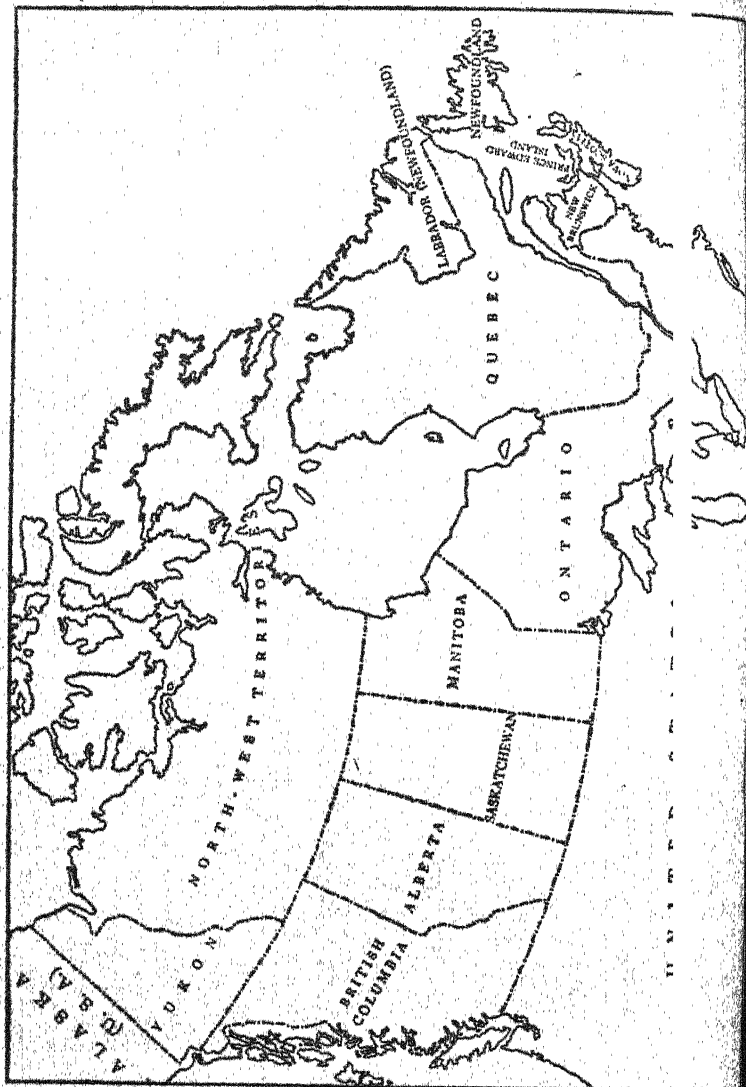 ALASKA
(U.S.A.)
YUKON
NORTH-WEST TERRITORIES
BRITISH
COLUMBIA
ALBERTA
SASKATCHEWAN
MANITOBA
ONTARIO
QUEBEC
LABRADOR (NEWFOUNDLAND)
NEWFOUNDLAND
PRINCE EDWARD
ISLAND
NEW
BRUNSWICK